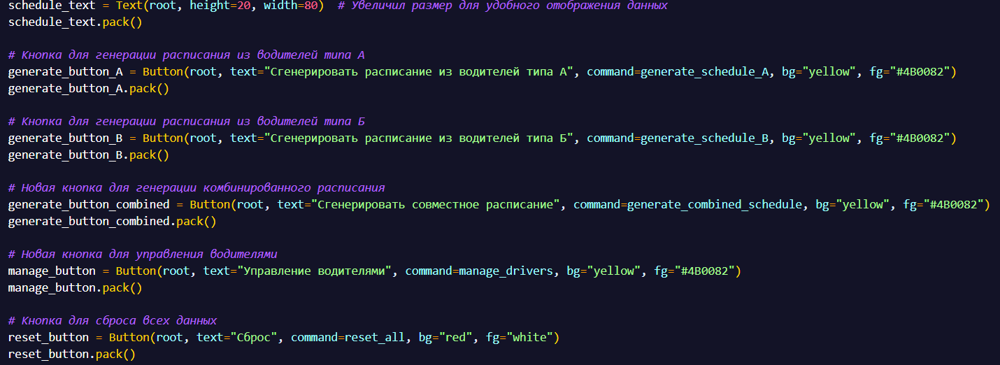 schedule_text = Text(root, height=20, width=80)  # Увеличил размер для удобного отображения данных
schedule_text.pack()
# Кнопка для генерации расписания из водителей типа А
generate_button_A = Button(root, text="Сгенерировать расписание из водителей типа А", command=generate_schedule_A, bg="yellow", fg="#4B0082")
generate_button_A.pack()
# Кнопка для генерации расписания из водителей типа Б
generate_button_B = Button(root, text="Сгенерировать расписание из водителей типа Б", command=generate_schedule_B, bg="yellow", fg="#4B0082")
generate_button_B.pack()
# Новая кнопка для генерации комбинированного расписания
generate_button_combined = Button(root, text="Сгенерировать совместное расписание", command=generate_combined_schedule, bg="yellow", fg="#4B0082")
generate_button_combined.pack()
# Новая кнопка для управления водителями
manage_button = Button(root, text="Управление водителями", command=manage_drivers, bg="yellow", fg="#4B0082")
manage_button.pack()
# Кнопка для сброса всех данных
reset_button = Button(root, text="Сброс", command=reset_all, bg="red", fg="white")
reset_button.pack()